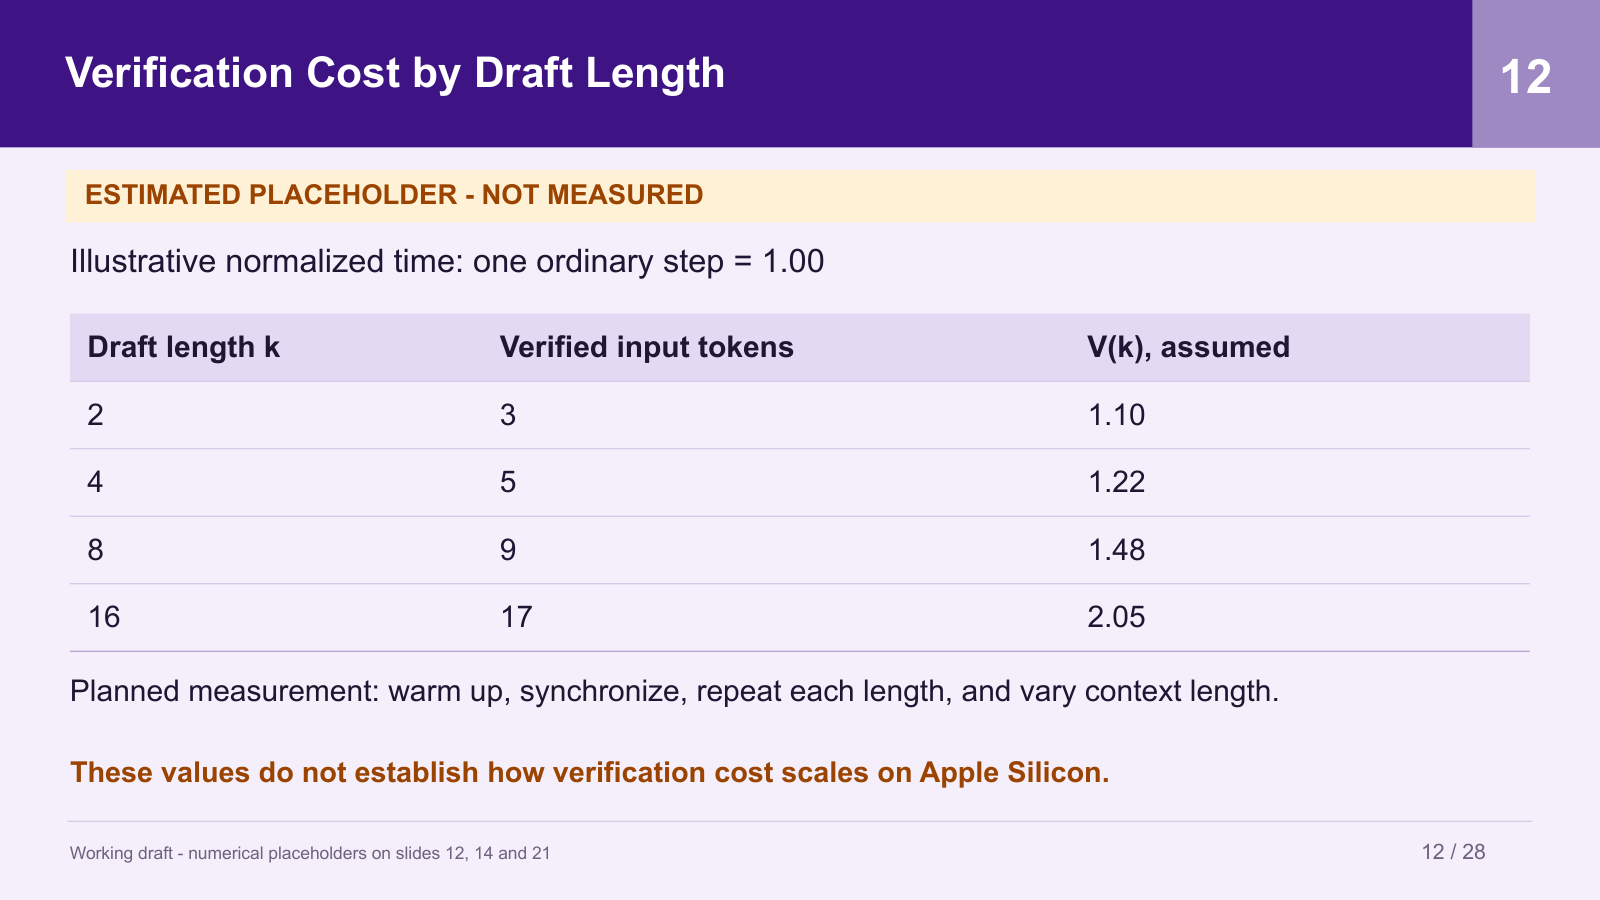 Verification Cost by Draft Length
12
ESTIMATED PLACEHOLDER - NOT MEASURED
Illustrative normalized time: one ordinary step = 1.00
Draft length k Verified input tokens V(k), assumed
2 3 1.10
4 5 1.22
8 9 1.48
16 17 2.05
Planned measurement: warm up, synchronize, repeat each length, and vary context length.
These values do not establish how verification cost scales on Apple Silicon.
Working draft - numerical placeholders on slides 12, 14 and 21
12 / 28